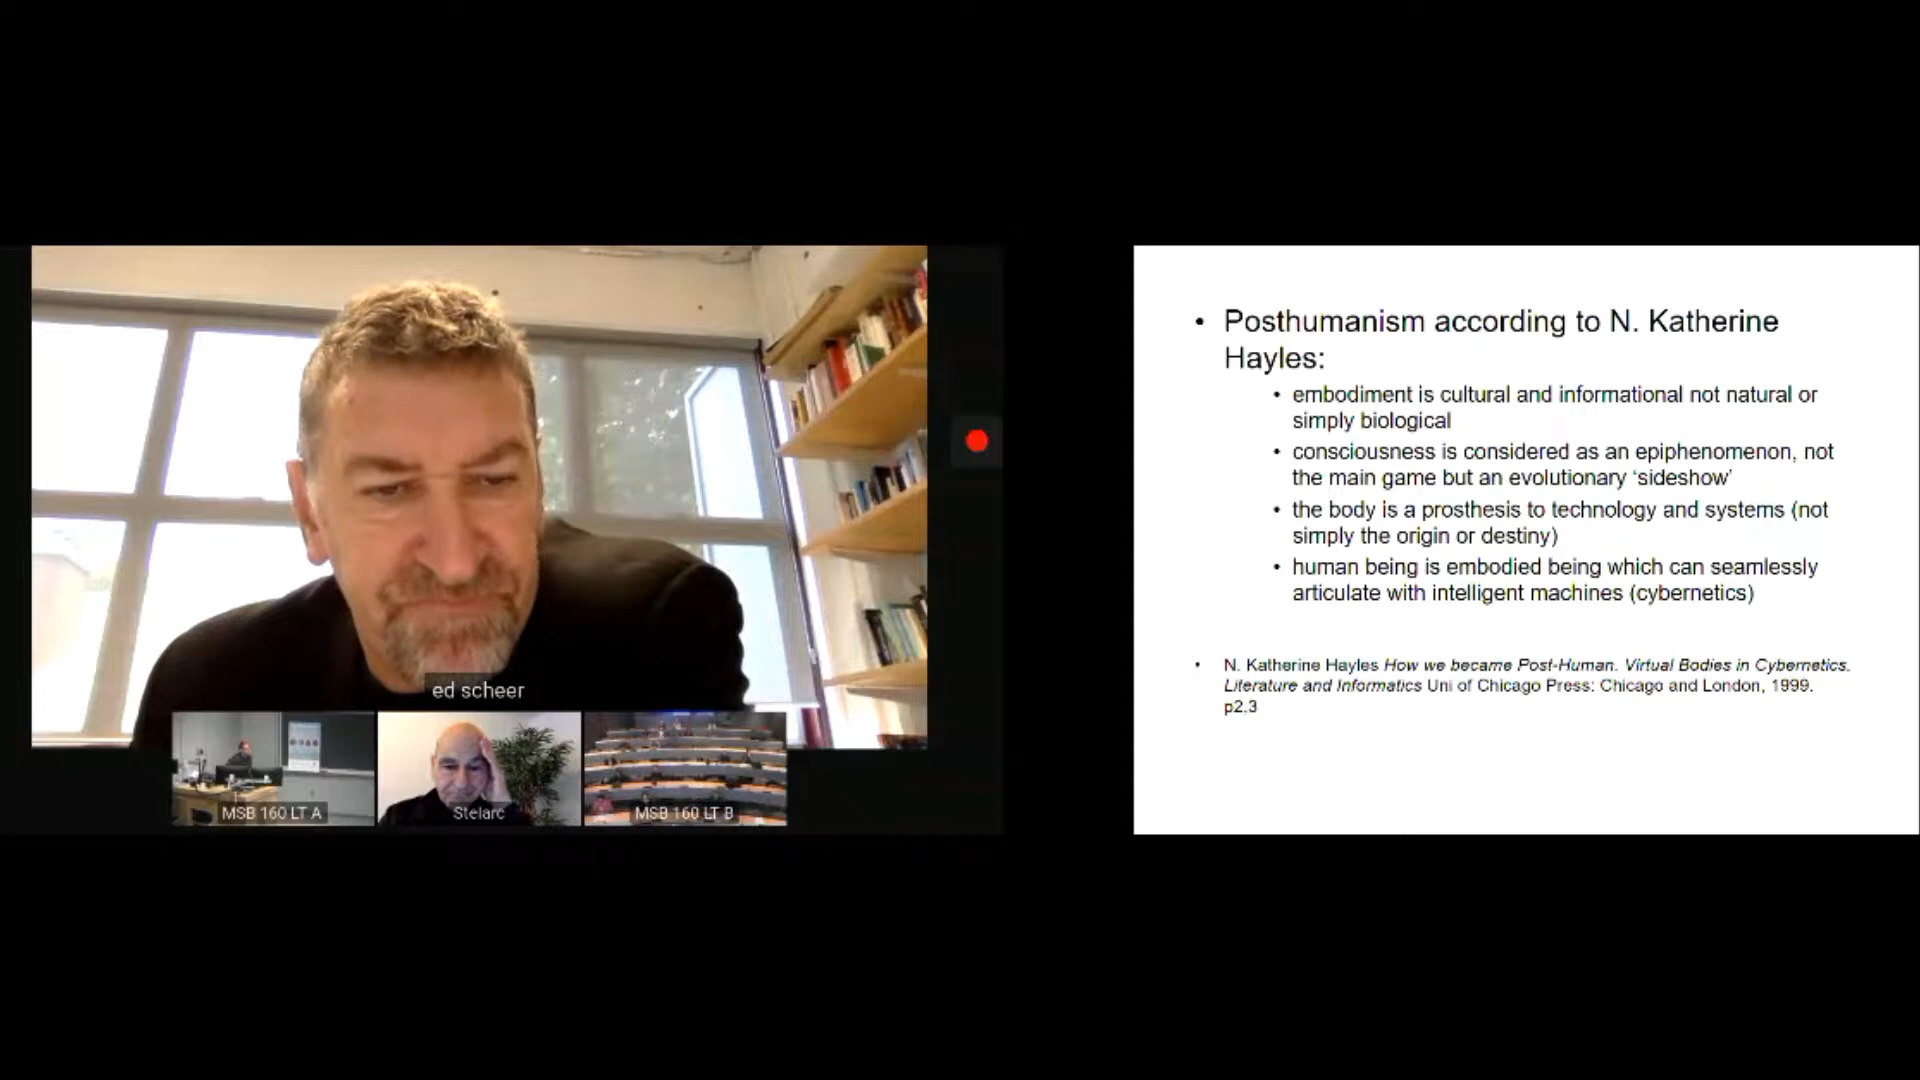 ed scheer
MSB 160 LT A
Stelarc
MSB 160 LT B
• Posthumanism according to N. Katherine
Hayles:
• embodiment is cultural and informational not natural or
simply biological
• consciousness is considered as an epiphenomenon, not
the main game but an evolutionary ‘sideshow’
• the body is a prosthesis to technology and systems (not
simply the origin or destiny)
• human being is embodied being which can seamlessly
articulate with intelligent machines (cybernetics)
• N. Katherine Hayles How we became Post-Human. Virtual Bodies in Cybernetics,
Literature and Informatics Uni of Chicago Press: Chicago and London, 1999.
p2,3